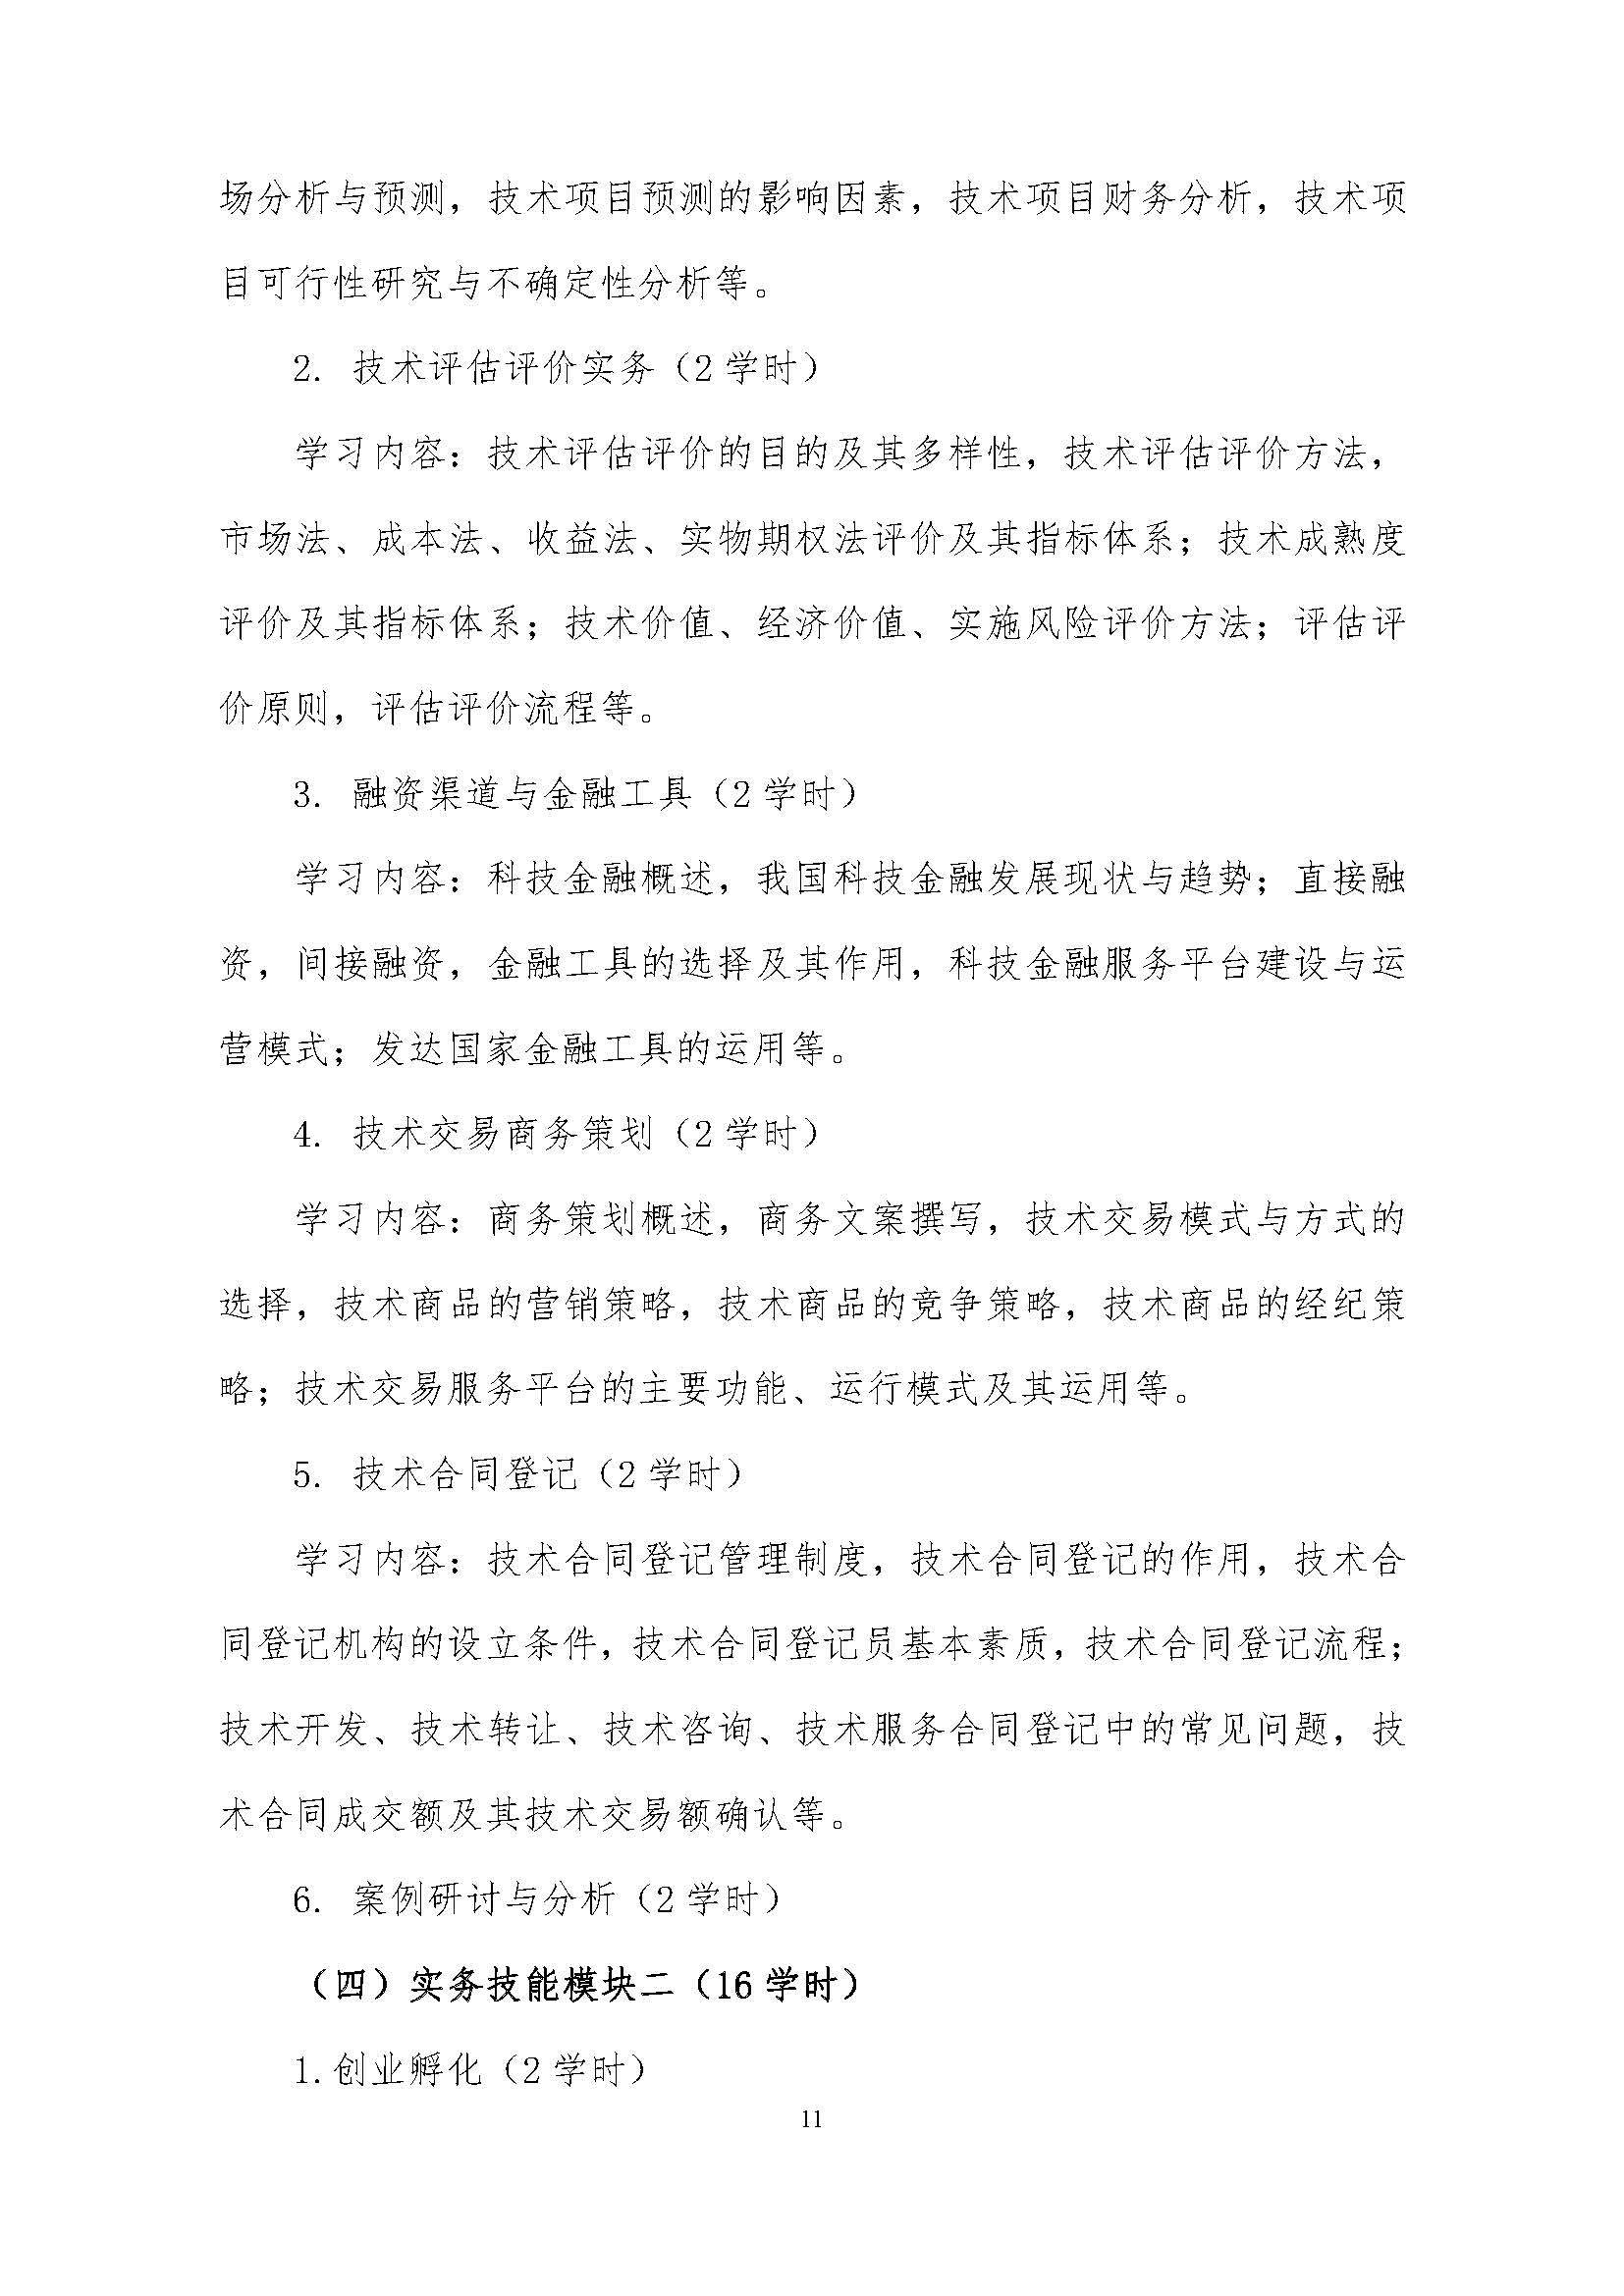 场分析与预测，技术项目预测的影响因素，技术项目财务分析，技术项
目可行性研究与不确定性分析等。
2. 技术评估评价实务（2 学时）
学习内容：技术评估评价的目的及其多样性，技术评估评价方法，
市场法、成本法、收益法、实物期权法评价及其指标体系；技术成熟度
评价及其指标体系；技术价值、经济价值、实施风险评价方法；评估评
价原则，评估评价流程等。
3. 融资渠道与金融工具（2 学时）
学习内容：科技金融概述，我国科技金融发展现状与趋势；直接融
资，间接融资，金融工具的选择及其作用，科技金融服务平台建设与运
营模式；发达国家金融工具的运用等。
4. 技术交易商务策划（2 学时）
学习内容：商务策划概述，商务文案撰写，技术交易模式与方式的
选择，技术商品的营销策略，技术商品的竞争策略，技术商品的经纪策
略；技术交易服务平台的主要功能、运行模式及其运用等。
5. 技术合同登记（2 学时）
学习内容：技术合同登记管理制度，技术合同登记的作用，技术合
同登记机构的设立条件，技术合同登记员基本素质，技术合同登记流程；
技术开发、技术转让、技术咨询、技术服务合同登记中的常见问题，技
术合同成交额及其技术交易额确认等。
6. 案例研讨与分析（2 学时）
（四）实务技能模块二（16 学时）
1.创业孵化（2 学时）
11